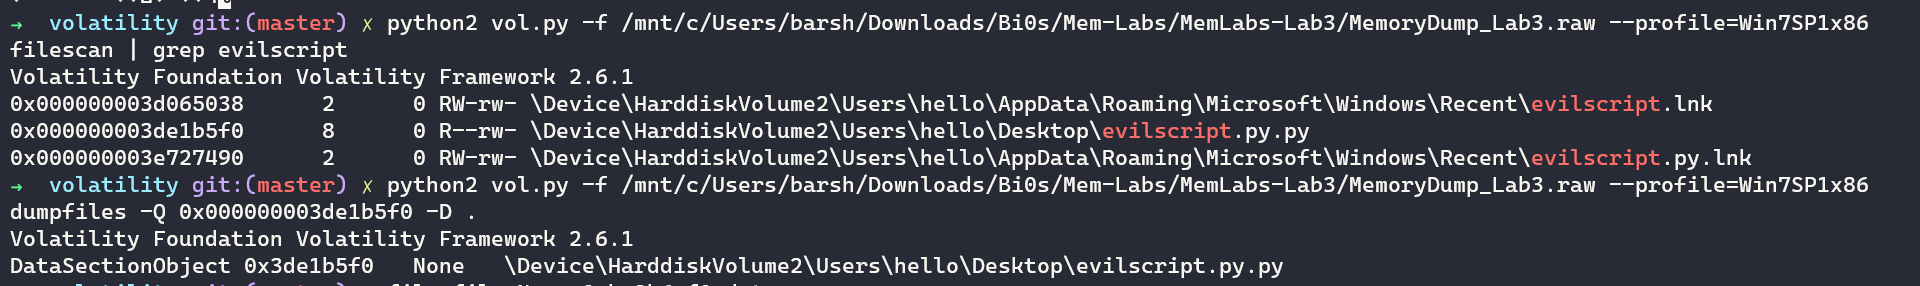 → volatility git:(master) ✗ python2 vol.py -f /mnt/c/Users/barsh/Downloads/Bi0s/Mem-Labs/MemLabs-Lab3/MemoryDump_Lab3.raw --profile=Win7SP1x86
filescan | grep evilscript
Volatility Foundation Volatility Framework 2.6.1
0x000000003d065038      2      0 RW-rw- \Device\HarddiskVolume2\Users\hello\AppData\Roaming\Microsoft\Windows\Recent\evilscript.lnk
0x000000003de1b5f0      8      0 R--rw- \Device\HarddiskVolume2\Users\hello\Desktop\evilscript.py.py
0x000000003e727490      2      0 RW-rw- \Device\HarddiskVolume2\Users\hello\AppData\Roaming\Microsoft\Windows\Recent\evilscript.py.lnk
→ volatility git:(master) ✗ python2 vol.py -f /mnt/c/Users/barsh/Downloads/Bi0s/Mem-Labs/MemLabs-Lab3/MemoryDump_Lab3.raw --profile=Win7SP1x86
dumpfiles -Q 0x000000003de1b5f0 -D .
Volatility Foundation Volatility Framework 2.6.1
DataSectionObject 0x3de1b5f0   None   \Device\HarddiskVolume2\Users\hello\Desktop\evilscript.py.py